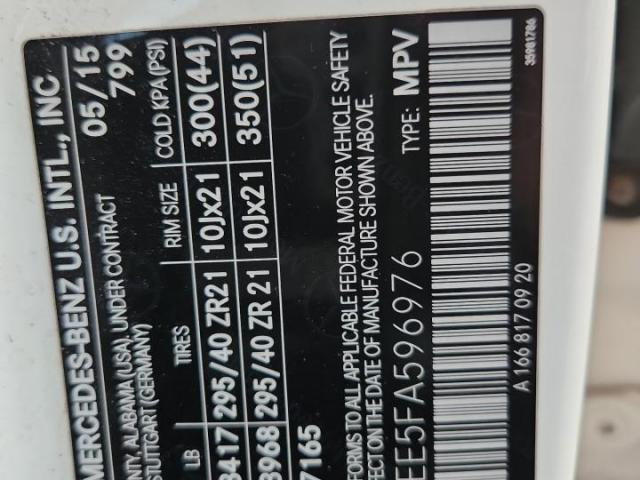 MERCEDES-BENZ U.S. INTL., INC
05/15
799
ALABAMA (USA), UNDER CONTRACT
STUTTGART (GERMANY)
LB TIRES RIM SIZE COLD KPA (PSI)
3417 295/40 ZR21 10Jx21 300(44)
3968 295/40 ZR 21 10Jx21 350(51)
7165
TO ALL APPLICABLE FEDERAL MOTOR VEHICLE SAFETY
EFFECT ON THE DATE OF MANUFACTURE SHOWN ABOVE.
EE5FA596976 TYPE: MPV
A 166 817 09 20 35981786